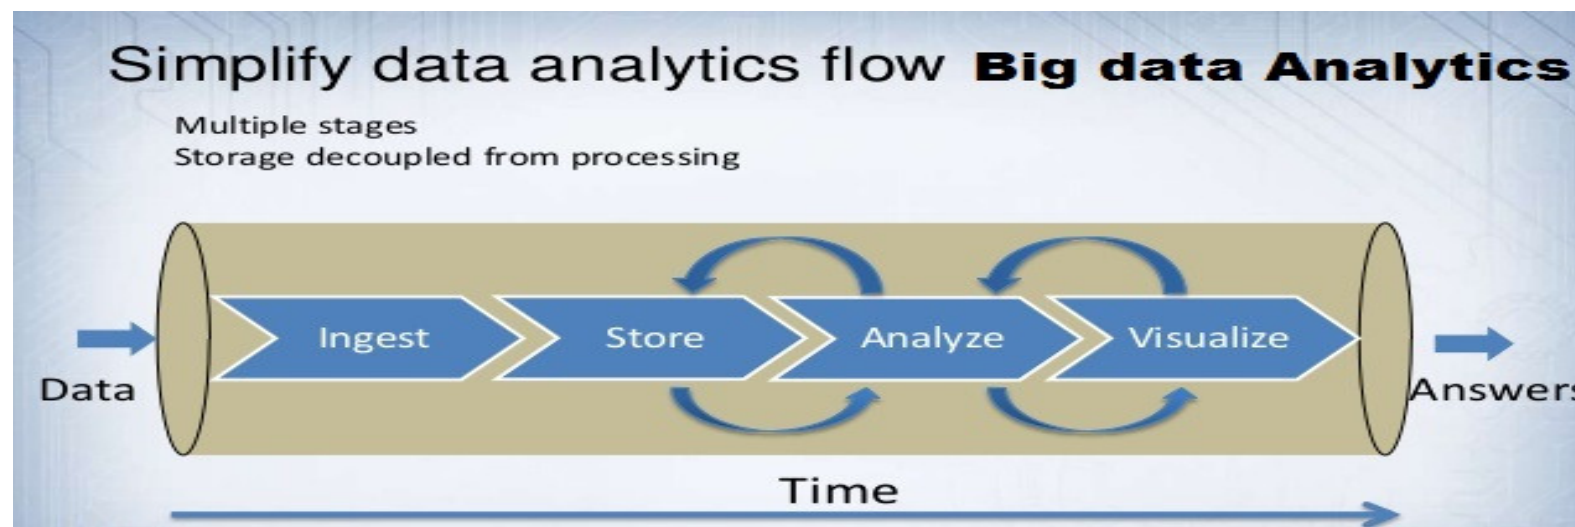 Simplify data analytics flow Big data Analytics
Multiple stages
Storage decoupled from processing
Ingest Store Analyze Visualize
Data Answers
Time